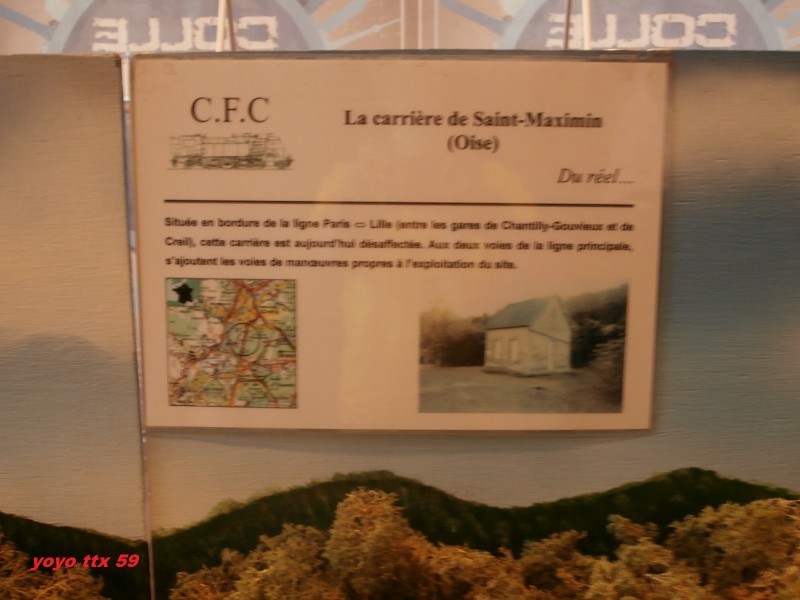 COLLE COLLE
C.F.C
La carrière de Saint-Maximin
(Oise)
Du réel...
Située en bordure de la ligne Paris ⇔ Lille (entre les gares de Chantilly-Gouvieux et de
Creil), cette carrière est aujourd'hui désaffectée. Aux deux voies de la ligne principale,
s'ajoutent les voies de manœuvres propres à l'exploitation du site.
yoyo ttx 59